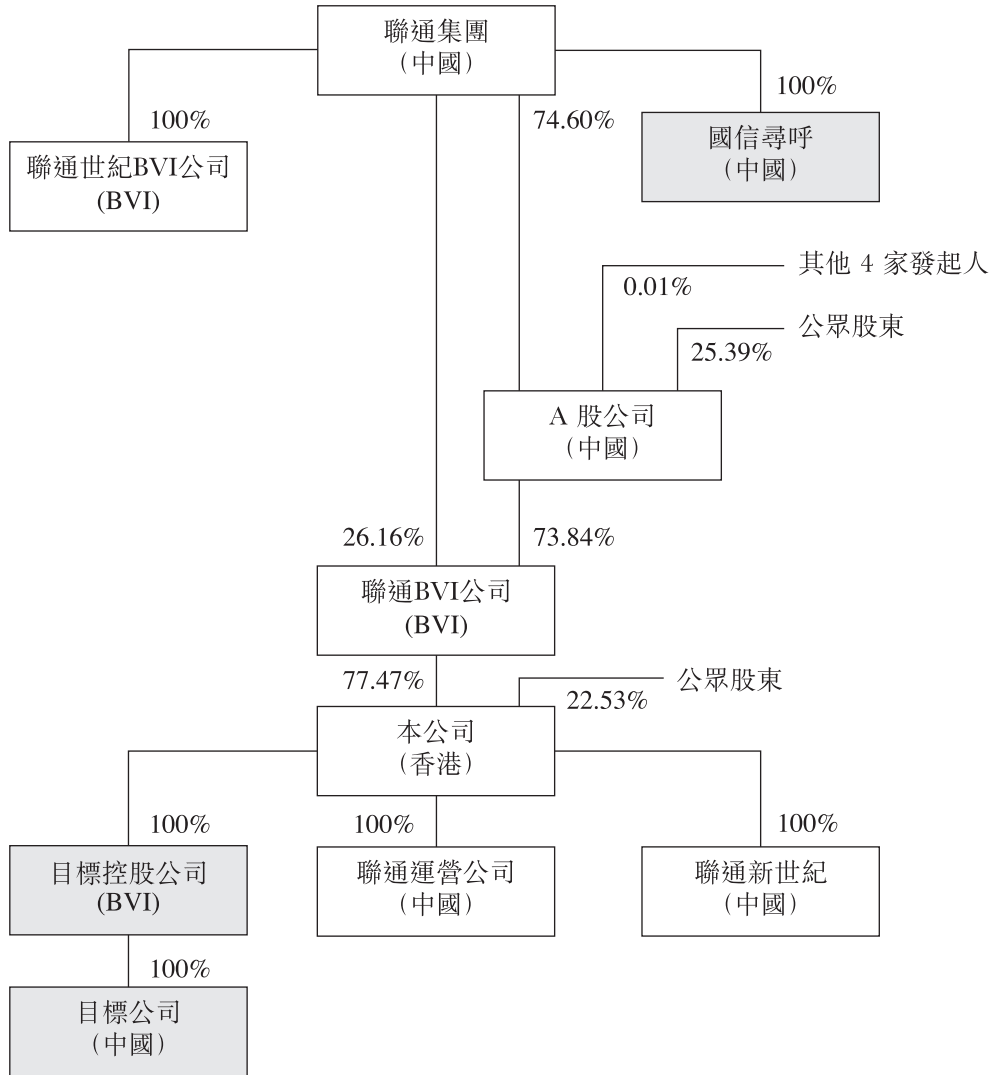 聯通集團
（中國）
100%
74.60%
100%
聯通世紀BVI公司
(BVI)
國信尋呼
（中國）
其他 4 家發起人
0.01%
公眾股東
25.39%
A 股公司
（中國）
26.16%
73.84%
聯通BVI公司
(BVI)
77.47%
公眾股東
22.53%
本公司
（香港）
100%
100%
100%
目標控股公司
(BVI)
聯通運營公司
（中國）
聯通新世紀
（中國）
100%
目標公司
（中國）